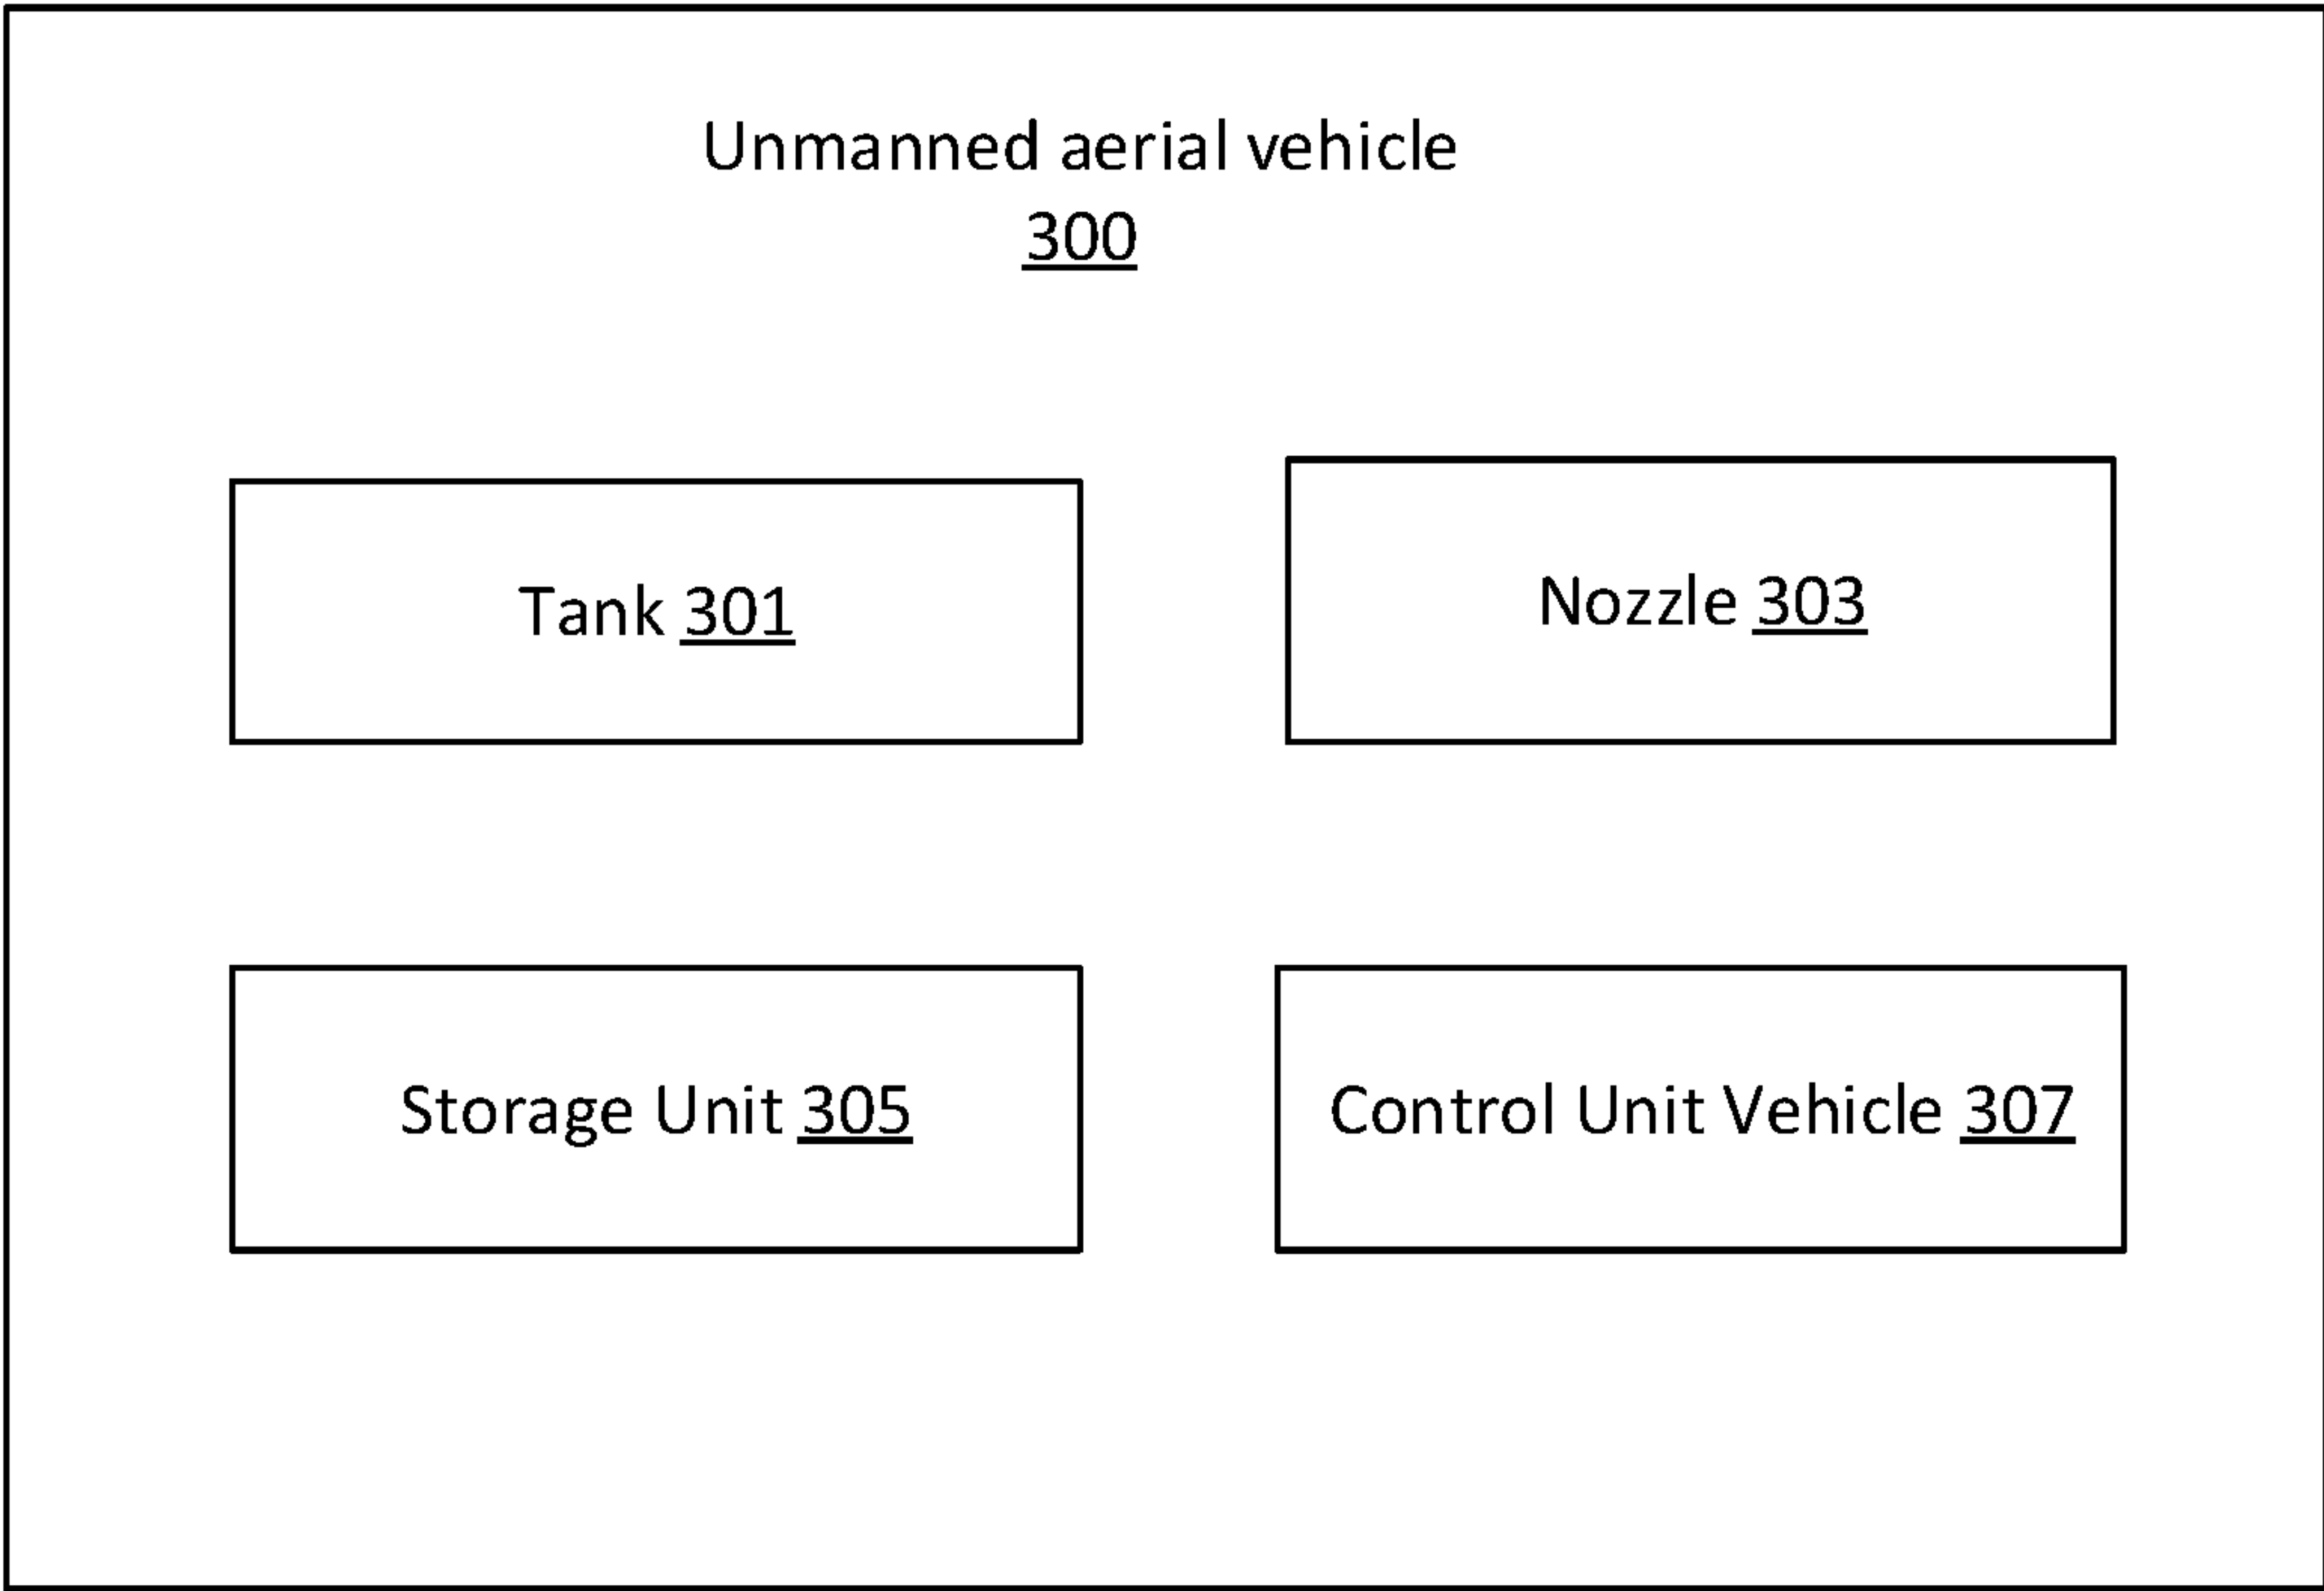 Unmanned aerial vehicle
300
Tank 301
Nozzle 303
Storage Unit 305
Control Unit Vehicle 307